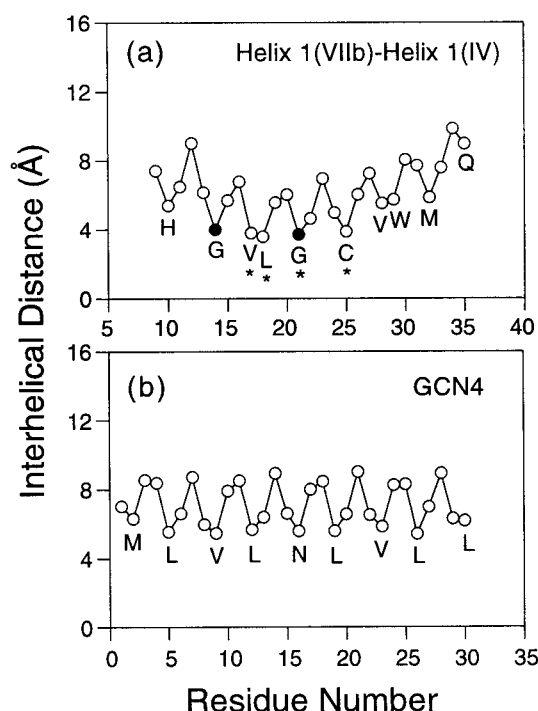 16
(a) Helix 1(VIIb)-Helix 1(IV)
12
8
4
0
H G V L G C V W M Q
* * * *
5 10 15 20 25 30 35 40
Interhelical Distance (Å)
16
(b) GCN4
12
8
4
0
M L V L N L V L L
0 5 10 15 20 25 30 35
Residue Number